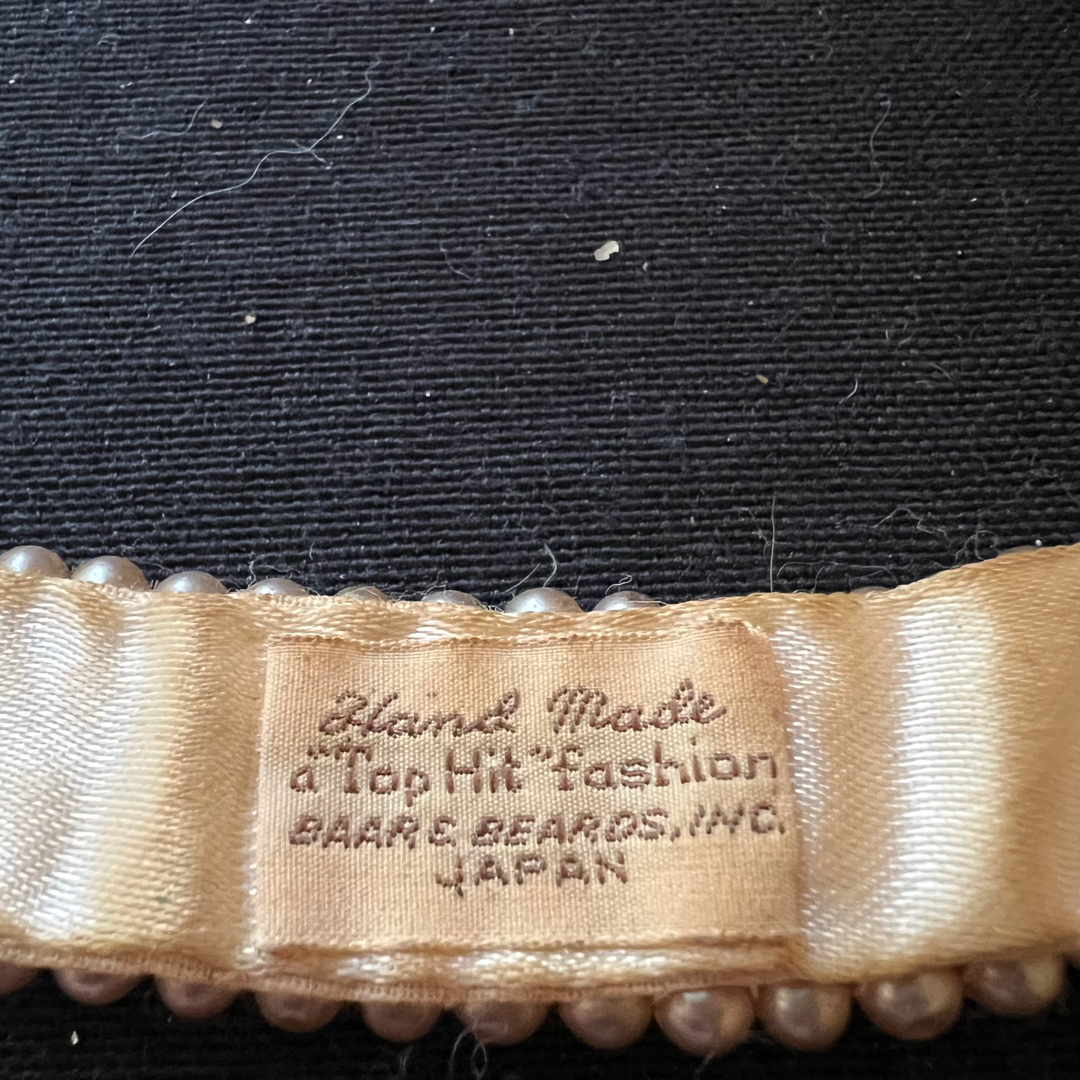 Hand Made
a "Top Hit" fashion
BAAR & BEARDS, INC.
JAPAN